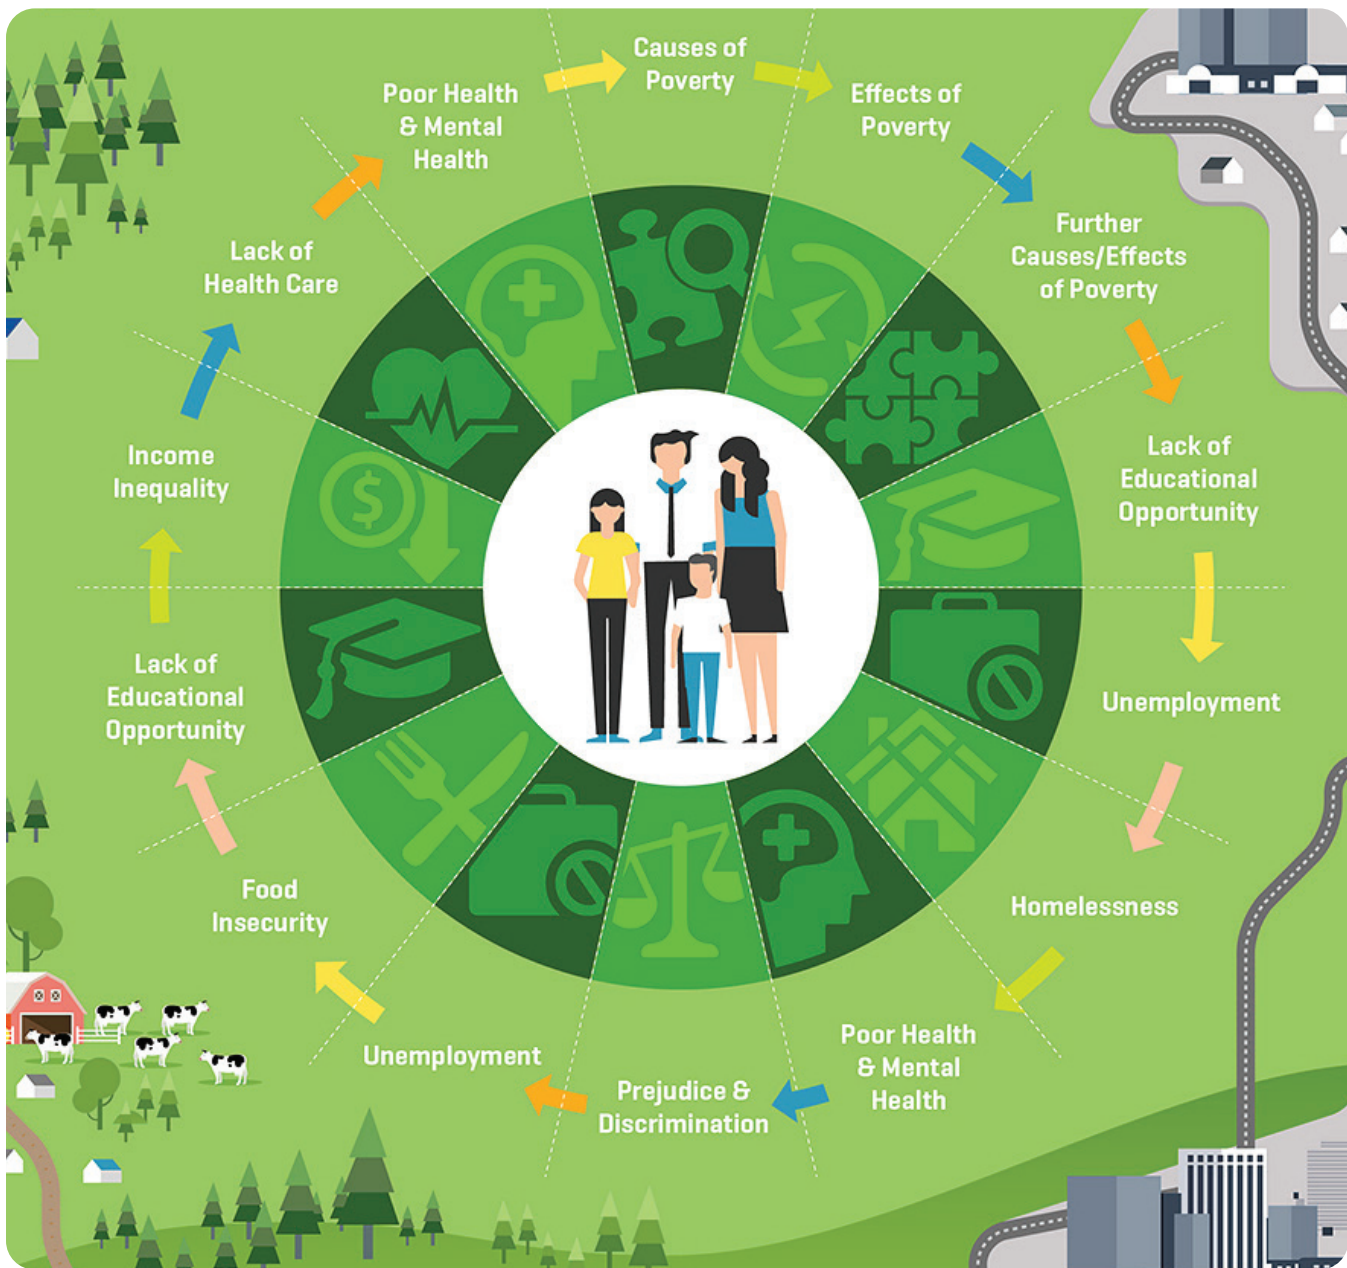 Causes of
Poverty
Effects of
Poverty
Further
Causes/Effects
of Poverty
Lack of
Educational
Opportunity
Unemployment
Homelessness
Poor Health
& Mental
Health
Prejudice &
Discrimination
Unemployment
Food
Insecurity
Lack of
Educational
Opportunity
Income
Inequality
Lack of
Health Care
Poor Health
& Mental
Health
$